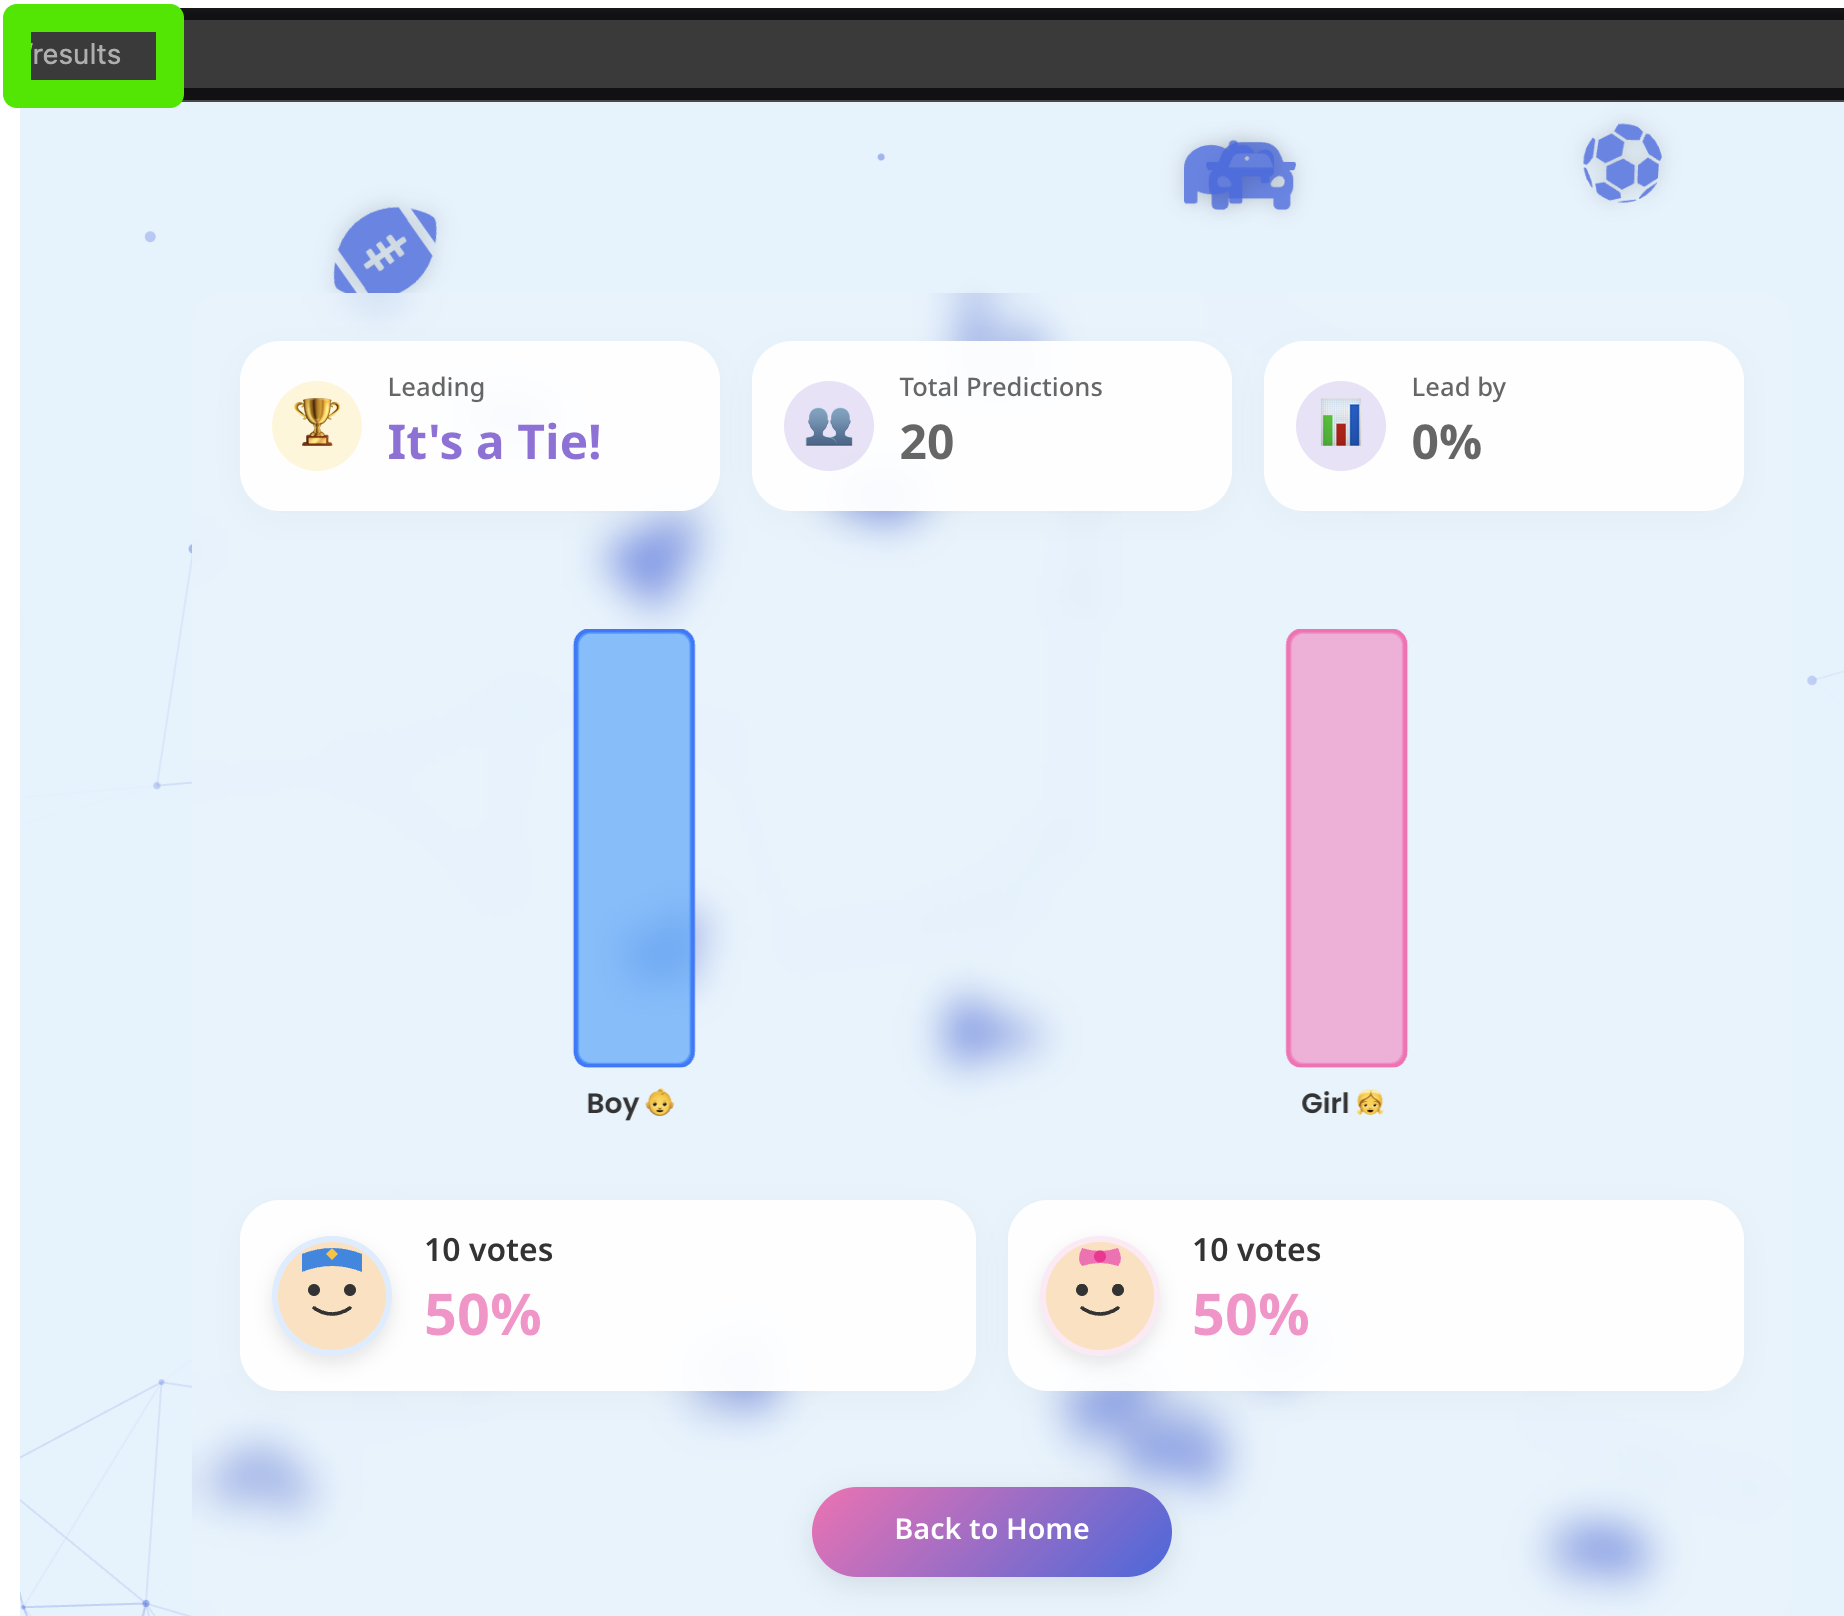 /results
Leading
It's a Tie!
Total Predictions
20
Lead by
0%
Boy 👶
Girl 👧
10 votes
50%
10 votes
50%
Back to Home